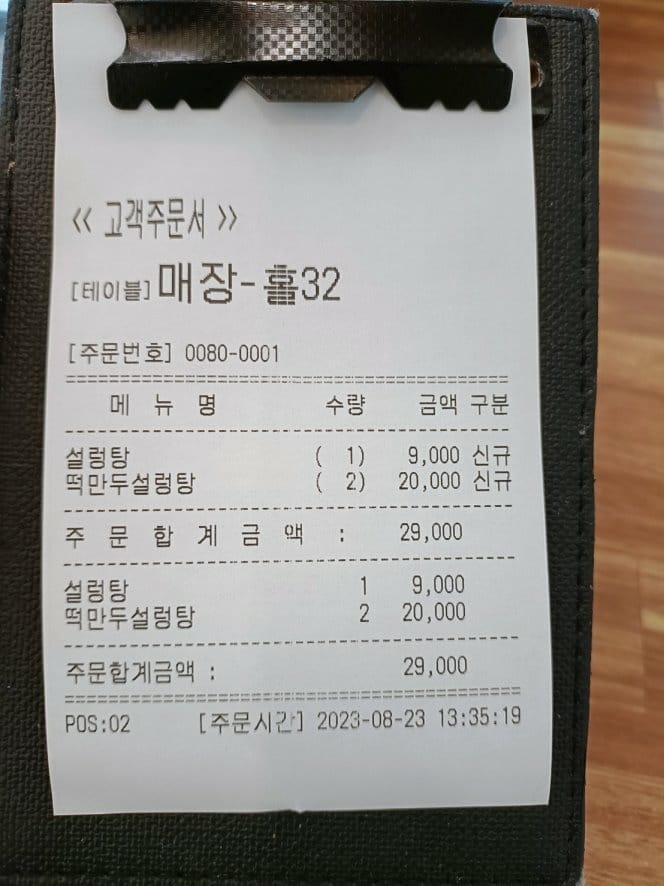 << 고객주문서 >>
[테이블]매장-홀32
[주문번호] 0080-0001
메 뉴 명 수량 금액 구분
설렁탕 ( 1) 9,000 신규
떡만두설렁탕 ( 2) 20,000 신규
주 문 합 계 금 액 : 29,000
설렁탕 1 9,000
떡만두설렁탕 2 20,000
주문합계금액 : 29,000
POS:02 [주문시간] 2023-08-23 13:35:19